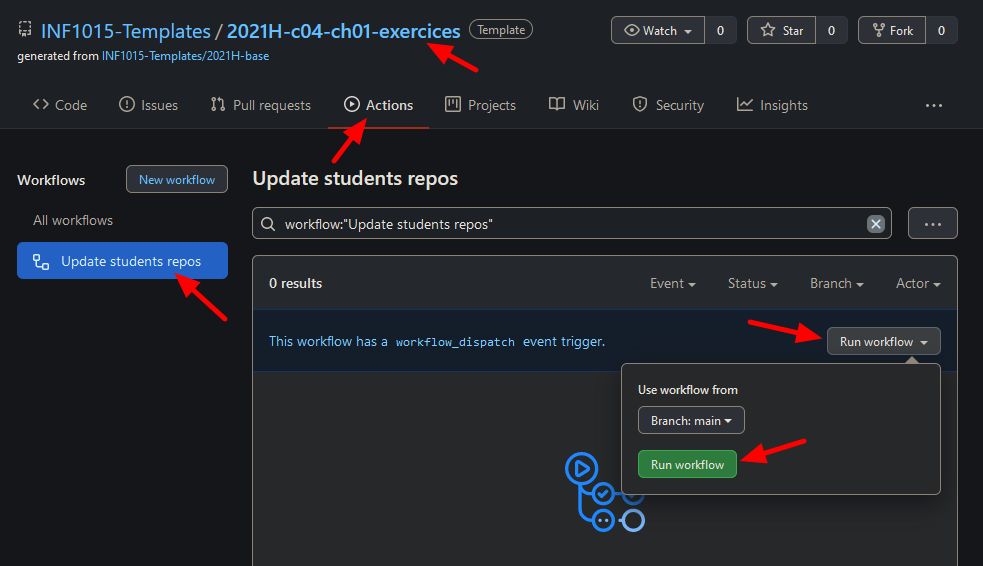 INF1015-Templates / 2021H-c04-ch01-exercices Template
Watch 0 Star 0 Fork 0
generated from INF1015-Templates/2021H-base
Code Issues Pull requests Actions Projects Wiki Security Insights ...
Workflows New workflow
All workflows
Update students repos
Update students repos
workflow:"Update students repos"
0 results Event Status Branch Actor
This workflow has a workflow_dispatch event trigger. Run workflow
Use workflow from
Branch: main
Run workflow